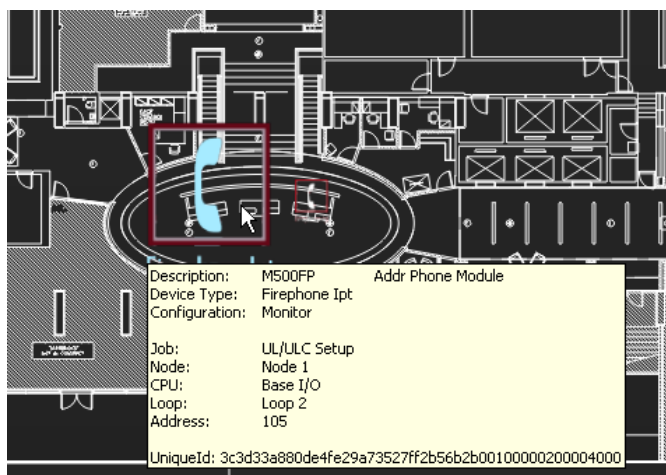 Description: M500FP Addr Phone Module
Device Type: Firephone Ipt
Configuration: Monitor
Job: UL/ULC Setup
Node: Node 1
CPU: Base I/O
Loop: Loop 2
Address: 105
UniqueId: 3c3d33a880de4fe29a73527ff2b56b2b00100000200004000